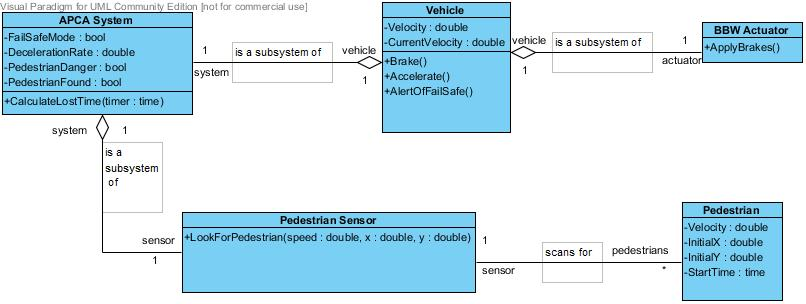 Visual Paradigm for UML Community Edition [not for commercial use]
APCA System
-FailSafeMode : bool
-DecelerationRate : double
-PedestrianDanger : bool
-PedestrianFound : bool
+CalculateLostTime(timer : time)
1
system
is a subsystem of
vehicle
1
Vehicle
-Velocity : double
-CurrentVelocity : double
+Brake()
+Accelerate()
+AlertOfFailSafe()
vehicle
1
is a subsystem of
1
actuator
BBW Actuator
+ApplyBrakes()
system
1
is a
subsystem
of
sensor
1
Pedestrian Sensor
+LookForPedestrian(speed : double, x : double, y : double)
1
sensor
scans for
pedestrians
*
Pedestrian
-Velocity : double
-InitialX : double
-InitialY : double
-StartTime : time